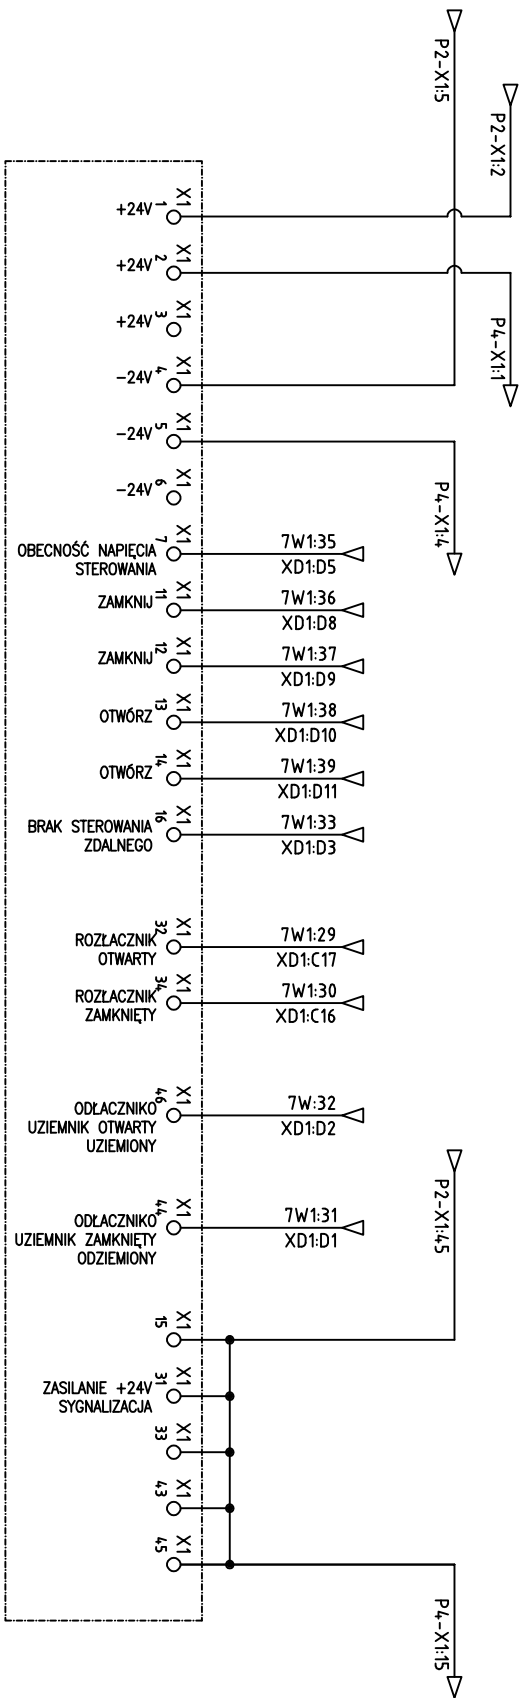 P2-X1:5
P2-X1:2
X1
1
+24V
X1
2
+24V
P4-X1:1
X1
3
+24V
X1
4
-24V
X1
5
-24V
P4-X1:4
X1
6
-24V
X1
7
OBECNOŚĆ NAPIĘCIA
STEROWANIA
7W1:35
XD1:D5
X1
11
ZAMKNIJ
7W1:36
XD1:D8
X1
12
ZAMKNIJ
7W1:37
XD1:D9
X1
13
OTWÓRZ
7W1:38
XD1:D10
X1
14
OTWÓRZ
7W1:39
XD1:D11
X1
16
BRAK STEROWANIA
ZDALNEGO
7W1:33
XD1:D3
X1
32
ROZŁACZNIK
OTWARTY
7W1:29
XD1:C17
X1
34
ROZŁACZNIK
ZAMKNIĘTY
7W1:30
XD1:C16
X1
46
ODŁACZNIKO
UZIEMNIK OTWARTY
UZIEMIONY
7W:32
XD1:D2
X1
44
ODŁACZNIKO
UZIEMNIK ZAMKNIĘTY
ODZIEMIONY
7W1:31
XD1:D1
P2-X1:45
X1
15
X1
31
ZASILANIE +24V
SYGNALIZACJA
X1
33
X1
43
X1
45
P4-X1:15